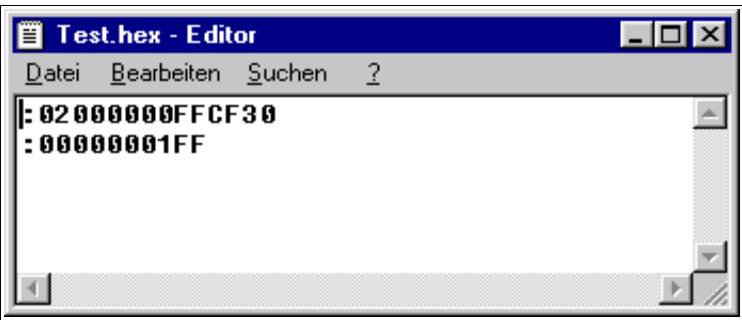 Test.hex - Editor
Datei Bearbeiten Suchen ?
:02000000FFCF30
:00000001FF